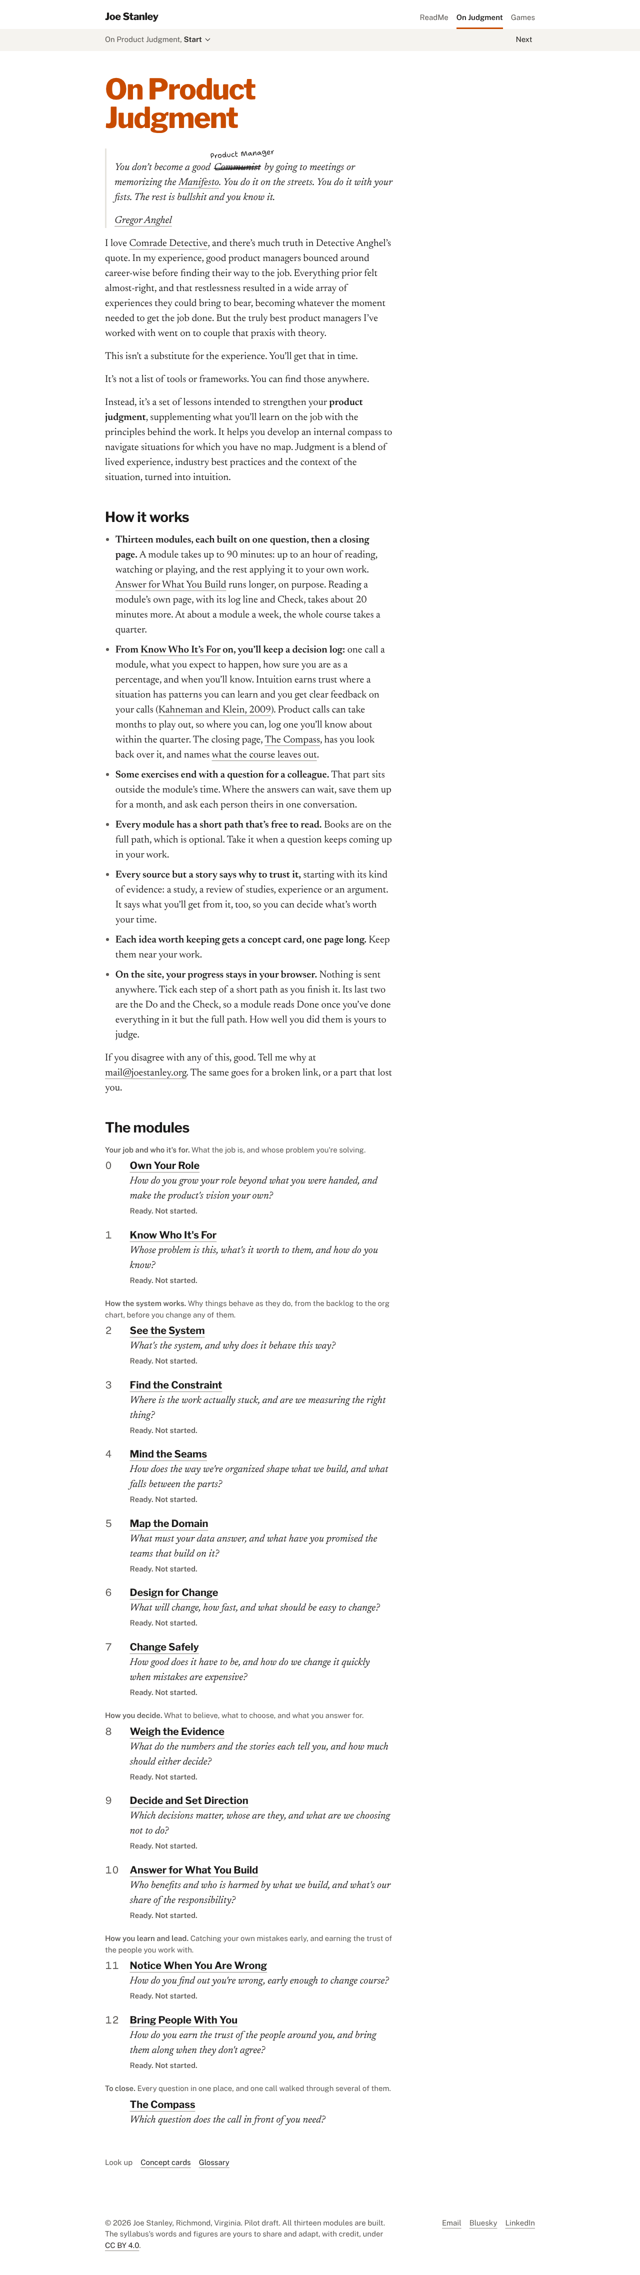 Joe Stanley
ReadMe On Judgment Games
On Product Judgment, Start
Next
On Product
Judgment
Product Manager
You don't become a good Communist by going to meetings or
memorizing the Manifesto. You do it on the streets. You do it with your
fists. The rest is bullshit and you know it.
Gregor Anghel
I love Comrade Detective, and there's much truth in Detective Anghel's
quote. In my experience, good product managers bounced around
career-wise before finding their way to the job. Everything prior felt
almost-right, and that restlessness resulted in a wide array of
experiences they could bring to bear, becoming whatever the moment
needed to get the job done. But the truly best product managers I've
worked with went on to couple that praxis with theory.
This isn't a substitute for the experience. You'll get that in time.
It's not a list of tools or frameworks. You can find those anywhere.
Instead, it's a set of lessons intended to strengthen your product
judgment, supplementing what you'll learn on the job with the
principles behind the work. It helps you develop an internal compass to
navigate situations for which you have no map. Judgment is a blend of
lived experience, industry best practices and the context of the
situation, turned into intuition.
How it works
Thirteen modules, each built on one question, then a closing
page. A module takes up to 90 minutes: up to an hour of reading,
watching or playing, and the rest applying it to your own work.
Answer for What You Build runs longer, on purpose. Reading a
module's own page, with its log line and Check, takes about 20
minutes more. At about a module a week, the whole course takes a
quarter.
From Know Who It's For on, you'll keep a decision log: one call a
module, what you expect to happen, how sure you are as a
percentage, and when you'll know. Intuition earns trust where a
situation has patterns you can learn and you get clear feedback on
your calls (Kahneman and Klein, 2009). Product calls can take
months to play out, so where you can, log one you'll know about
within the quarter. The closing page, The Compass, has you look
back over it, and names what the course leaves out.
Some exercises end with a question for a colleague. That part sits
outside the module's time. Where the answers can wait, save them up
for a month, and ask each person theirs in one conversation.
Every module has a short path that's free to read. Books are on the
full path, which is optional. Take it when a question keeps coming up
in your work.
Every source but a story says why to trust it, starting with its kind
of evidence: a study, a review of studies, experience or an argument.
It says what you'll get from it, too, so you can decide what's worth
your time.
Each idea worth keeping gets a concept card, one page long. Keep
them near your work.
On the site, your progress stays in your browser. Nothing is sent
anywhere. Tick each step of a short path as you finish it. Its last two
are the Do and the Check, so a module reads Done once you've done
everything in it but the full path. How well you did them is yours to
judge.
If you disagree with any of this, good. Tell me why at
mail@joestanley.org. The same goes for a broken link, or a part that lost
you.
The modules
Your job and who it's for. What the job is, and whose problem you're solving.
0 Own Your Role
How do you grow your role beyond what you were handed, and
make the product's vision your own?
Ready. Not started.
1 Know Who It's For
Whose problem is this, what's it worth to them, and how do you
know?
Ready. Not started.
How the system works. Why things behave as they do, from the backlog to the org
chart, before you change any of them.
2 See the System
What's the system, and why does it behave this way?
Ready. Not started.
3 Find the Constraint
Where is the work actually stuck, and are we measuring the right
thing?
Ready. Not started.
4 Mind the Seams
How does the way we're organized shape what we build, and what
falls between the parts?
Ready. Not started.
5 Map the Domain
What must your data answer, and what have you promised the
teams that build on it?
Ready. Not started.
6 Design for Change
What will change, how fast, and what should be easy to change?
Ready. Not started.
7 Change Safely
How good does it have to be, and how do we change it quickly
when mistakes are expensive?
Ready. Not started.
How you decide. What to believe, what to choose, and what you answer for.
8 Weigh the Evidence
What do the numbers and the stories each tell you, and how much
should either decide?
Ready. Not started.
9 Decide and Set Direction
Which decisions matter, whose are they, and what are we choosing
not to do?
Ready. Not started.
10 Answer for What You Build
Who benefits and who is harmed by what we build, and what's our
share of the responsibility?
Ready. Not started.
How you learn and lead. Catching your own mistakes early, and earning the trust of
the people you work with.
11 Notice When You Are Wrong
How do you find out you're wrong, early enough to change course?
Ready. Not started.
12 Bring People With You
How do you earn the trust of the people around you, and bring
them along when they don't agree?
Ready. Not started.
To close. Every question in one place, and one call walked through several of them.
The Compass
Which question does the call in front of you need?
Look up Concept cards Glossary
© 2026 Joe Stanley, Richmond, Virginia. Pilot draft. All thirteen modules are built.
The syllabus's words and figures are yours to share and adapt, with credit, under
CC BY 4.0.
Email Bluesky LinkedIn